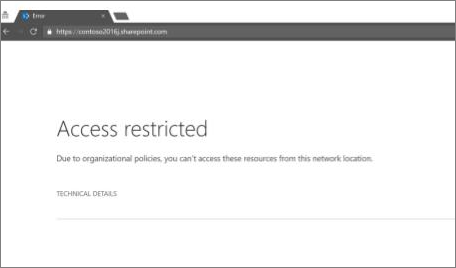 Error
https://contoso2016j.sharepoint.com
Access restricted
Due to organizational policies, you can't access these resources from this network location.
TECHNICAL DETAILS